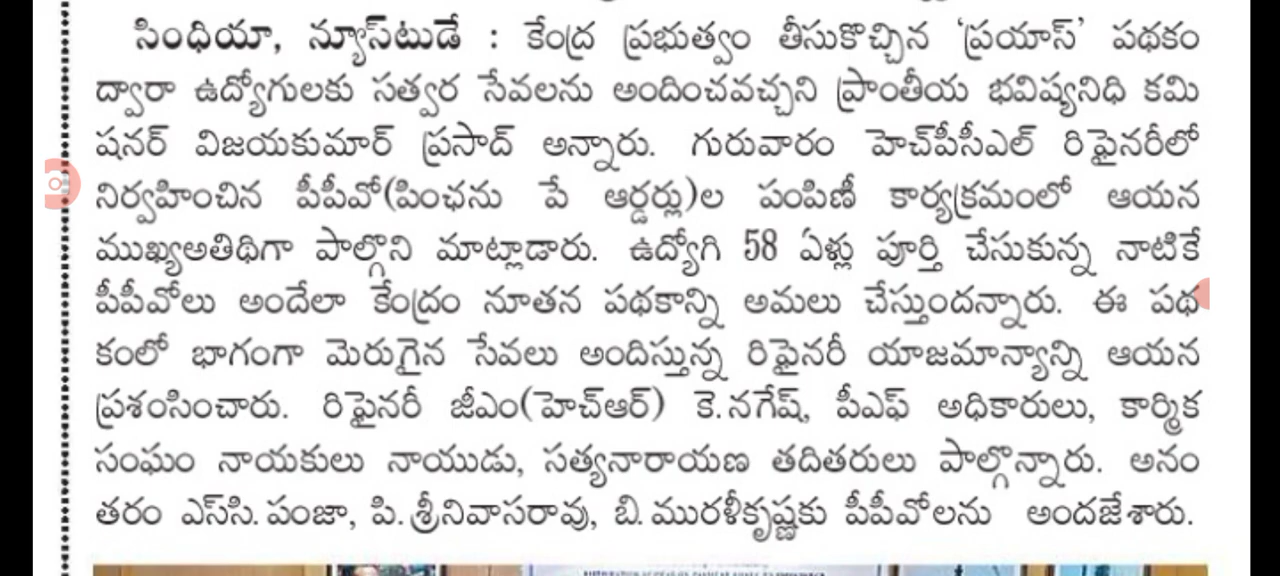 సింధియా, న్యూస్‌టుడే : కేంద్ర ప్రభుత్వం తీసుకొచ్చిన ‘ప్రయాస్’ పథకం
ద్వారా ఉద్యోగులకు సత్వర సేవలను అందించవచ్చని ప్రాంతీయ భవిష్యనిధి కమి
షనర్ విజయకుమార్ ప్రసాద్ అన్నారు. గురువారం హెచ్‌పీసీఎల్ రిఫైనరీలో
నిర్వహించిన పీపీవో(పింఛను పే ఆర్డర్లు)ల పంపిణీ కార్యక్రమంలో ఆయన
ముఖ్యఅతిథిగా పాల్గొని మాట్లాడారు. ఉద్యోగి 58 ఏళ్లు పూర్తి చేసుకున్న నాటికే
పీపీవోలు అందేలా కేంద్రం నూతన పథకాన్ని అమలు చేస్తుందన్నారు. ఈ పథ
కంలో భాగంగా మెరుగైన సేవలు అందిస్తున్న రిఫైనరీ యాజమాన్యాన్ని ఆయన
ప్రశంసించారు. రిఫైనరీ జీఎం(హెచ్ఆర్) కె.నగేష్, పీఎఫ్ అధికారులు, కార్మిక
సంఘం నాయకులు నాయుడు, సత్యనారాయణ తదితరులు పాల్గొన్నారు. అనం
తరం ఎస్‌సి.పంజా, పి.శ్రీనివాసరావు, బి.మురళీకృష్ణకు పీపీవోలను అందజేశారు.